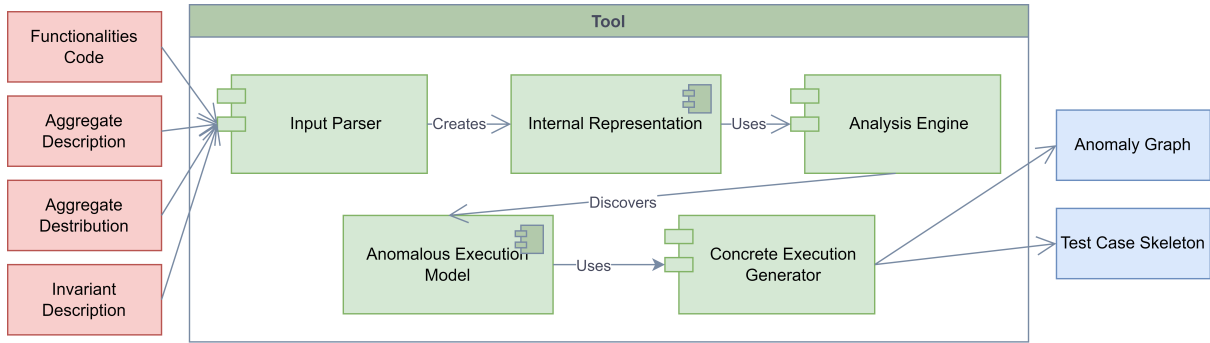 Tool
Functionalities
Code
Aggregate
Description
Aggregate
Destribution
Invariant
Description
Input Parser
Creates
Internal Representation
Uses
Analysis Engine
Discovers
Anomalous Execution
Model
Uses
Concrete Execution
Generator
Anomaly Graph
Test Case Skeleton